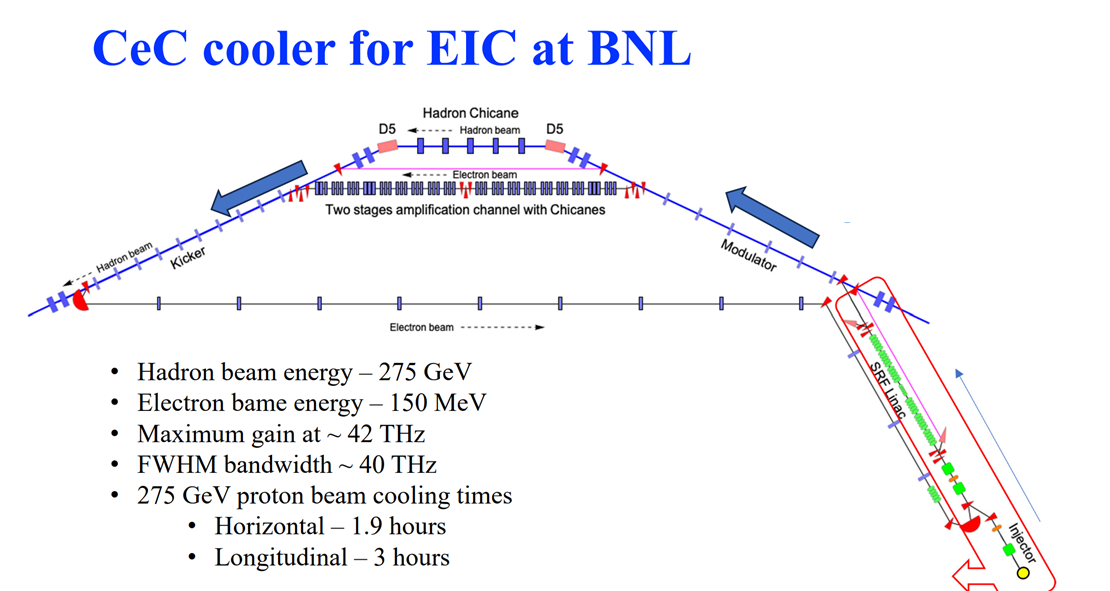 CeC cooler for EIC at BNL
Hadron Chicane
D5
Hadron beam
D5
Electron beam
Two stages amplification channel with Chicanes
Hadron beam
Kicker
Modulator
Electron beam
SRF Linac
Injector
• Hadron beam energy – 275 GeV
• Electron bame energy – 150 MeV
• Maximum gain at ~ 42 THz
• FWHM bandwidth ~ 40 THz
• 275 GeV proton beam cooling times
• Horizontal – 1.9 hours
• Longitudinal – 3 hours